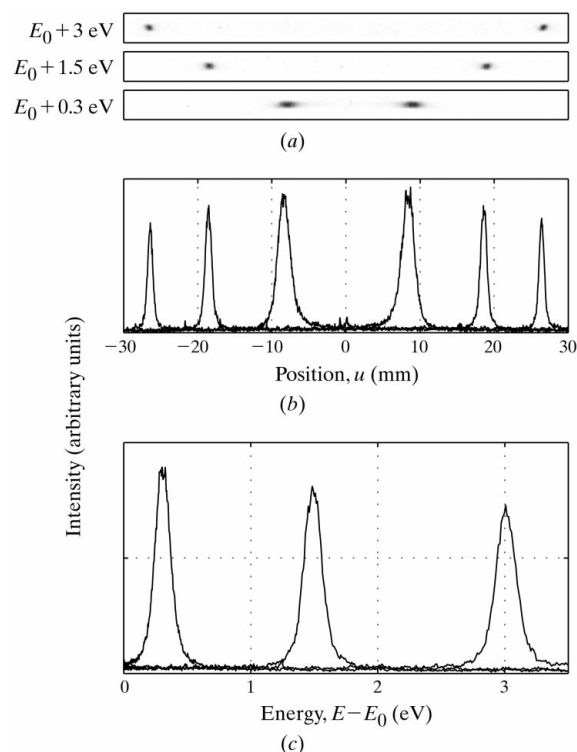 E₀+3 eV
E₀+1.5 eV
E₀+0.3 eV
(a)
−30 −20 −10 0 10 20 30
Position, u (mm)
(b)
Intensity (arbitrary units)
0 1 2 3
Energy, E−E₀ (eV)
(c)